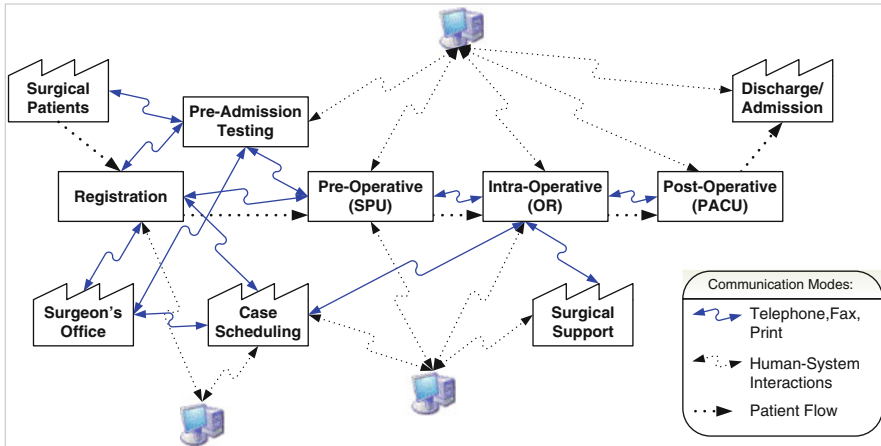 Surgical
Patients
Pre-Admission
Testing
Discharge/
Admission
Registration
Pre-Operative
(SPU)
Intra-Operative
(OR)
Post-Operative
(PACU)
Surgeon's
Office
Case
Scheduling
Surgical
Support
Communication Modes:
Telephone,Fax,
Print
Human-System
Interactions
Patient Flow